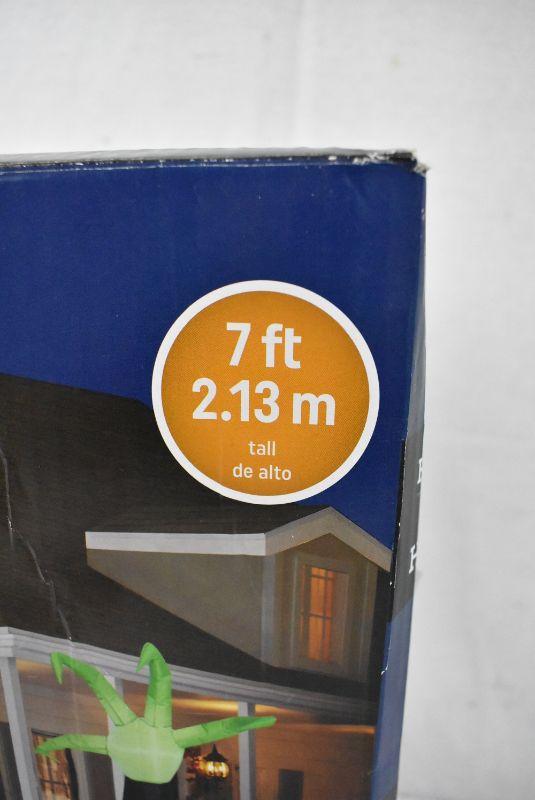 7 ft
2.13 m
tall
de alto